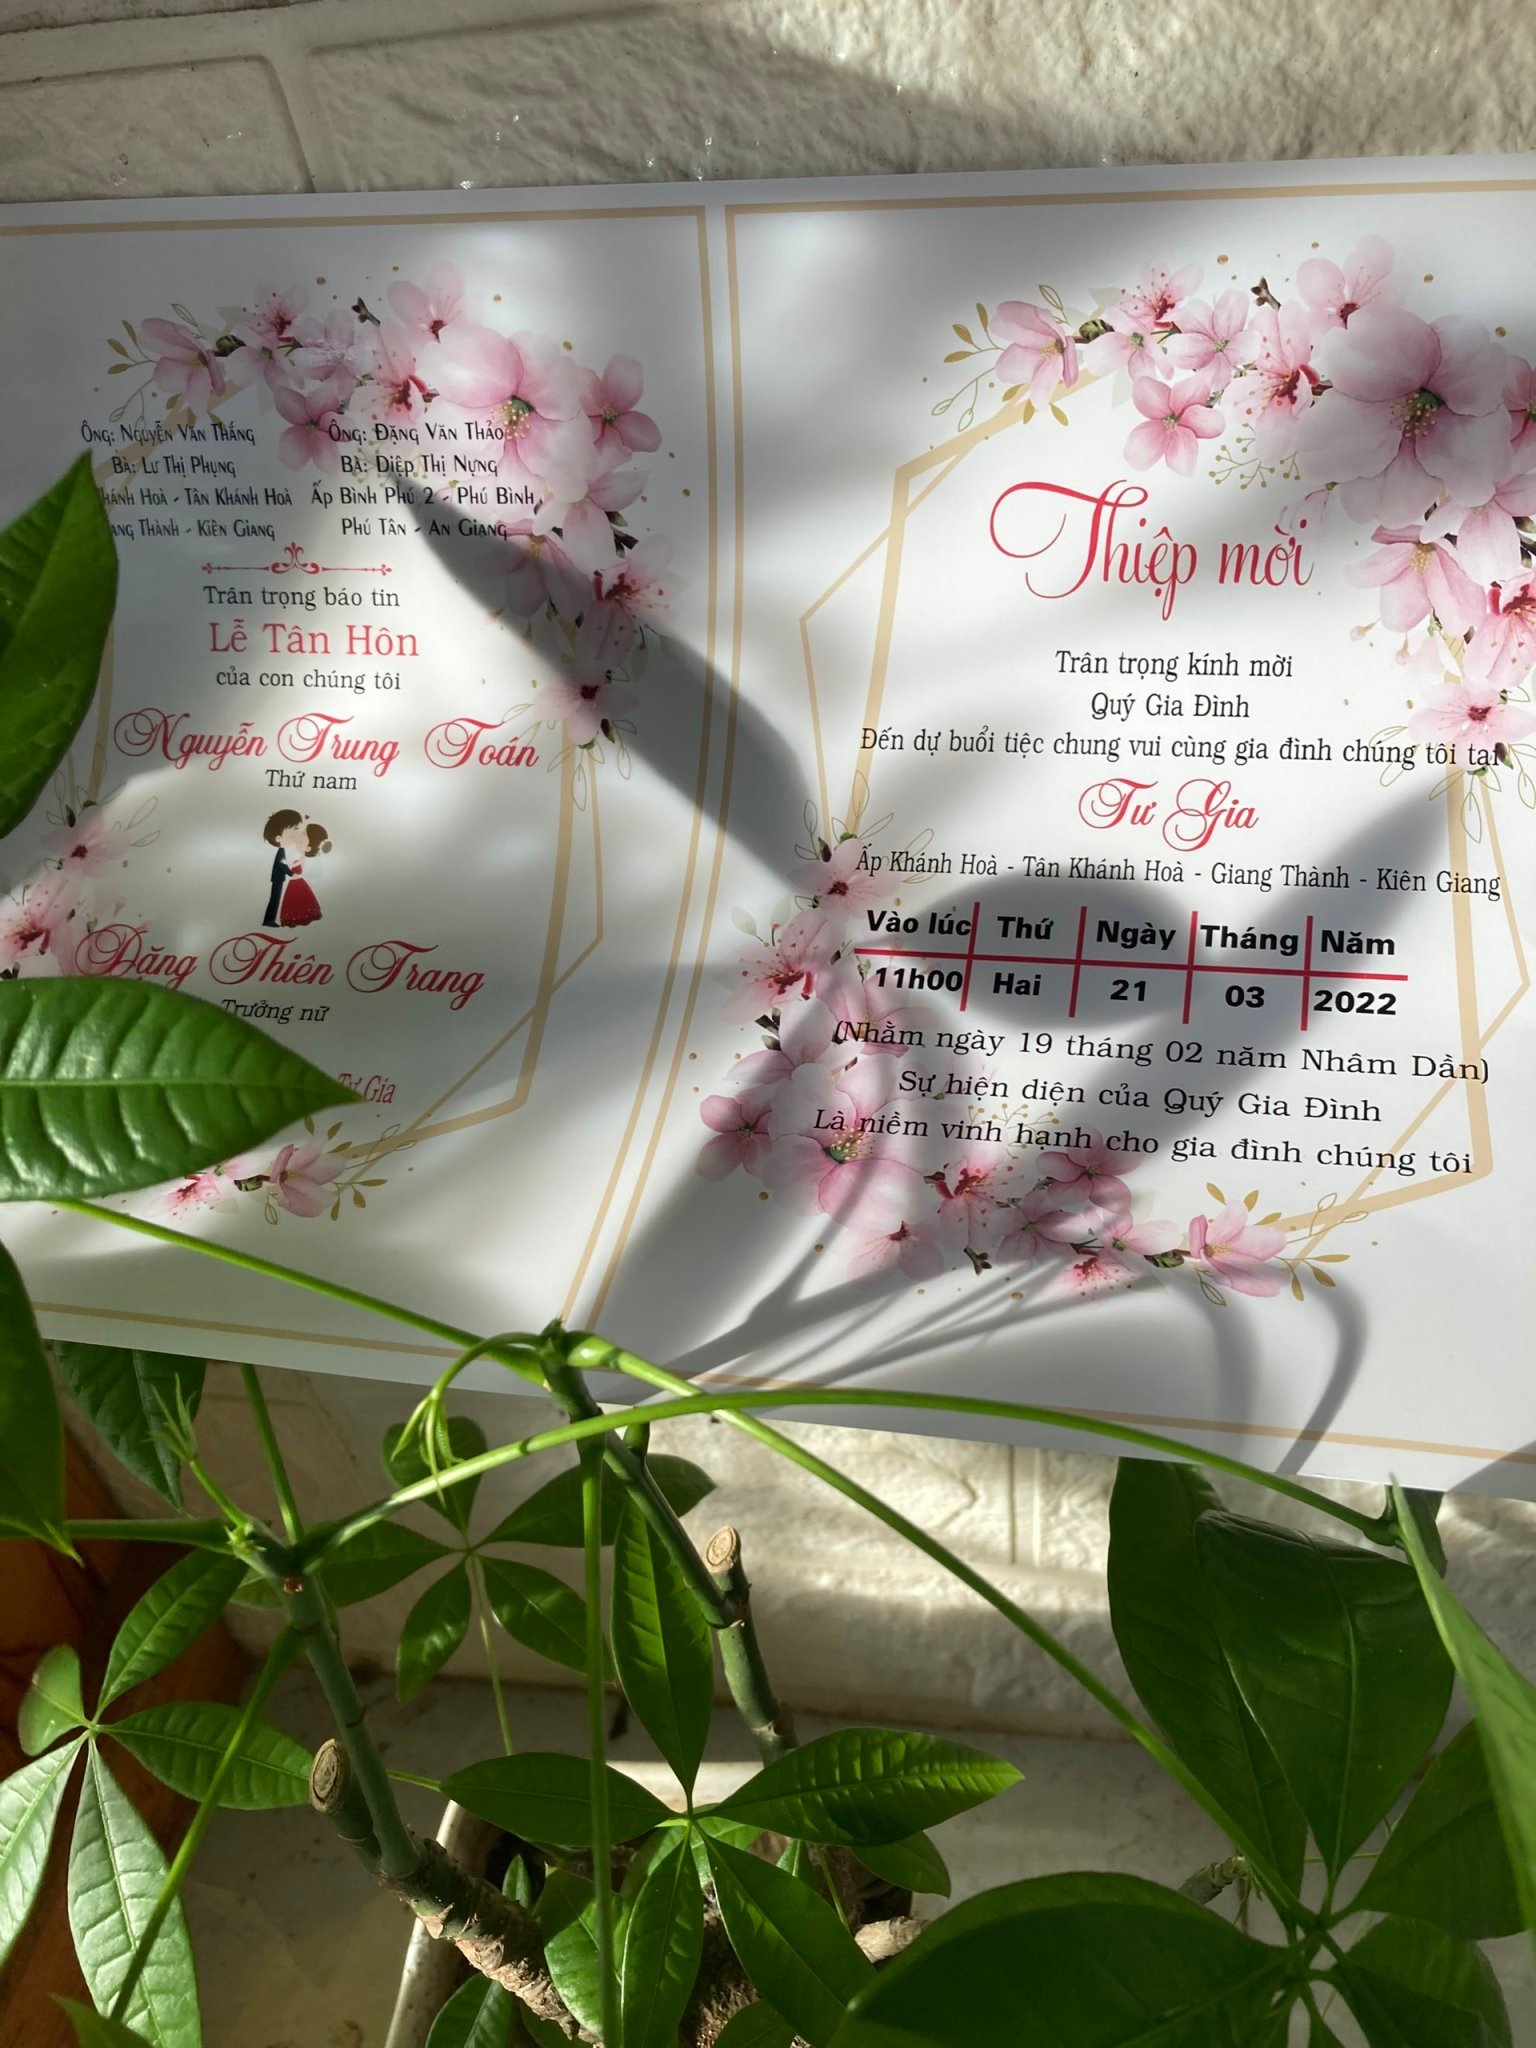 Ông: Nguyễn Văn Thắng
Bà: Lư Thị Phụng
Khánh Hoà - Tân Khánh Hoà
Giang Thành - Kiên Giang
Ông: Đặng Văn Thảo
Bà: Diệp Thị Nựng
Ấp Bình Phú 2 - Phú Bình
Phú Tân - An Giang
Trân trọng báo tin
Lễ Tân Hôn
của con chúng tôi
Nguyễn Trung Toán
Thứ nam
Đặng Thiên Trang
Trưởng nữ
Tư Gia
Thiệp mời
Trân trọng kính mời
Quý Gia Đình
Đến dự buổi tiệc chung vui cùng gia đình chúng tôi tại
Tư Gia
Ấp Khánh Hoà - Tân Khánh Hoà - Giang Thành - Kiên Giang
Vào lúc Thứ Ngày Tháng Năm
11h00 Hai 21 03 2022
(Nhằm ngày 19 tháng 02 năm Nhâm Dần)
Sự hiện diện của Quý Gia Đình
Là niềm vinh hạnh cho gia đình chúng tôi